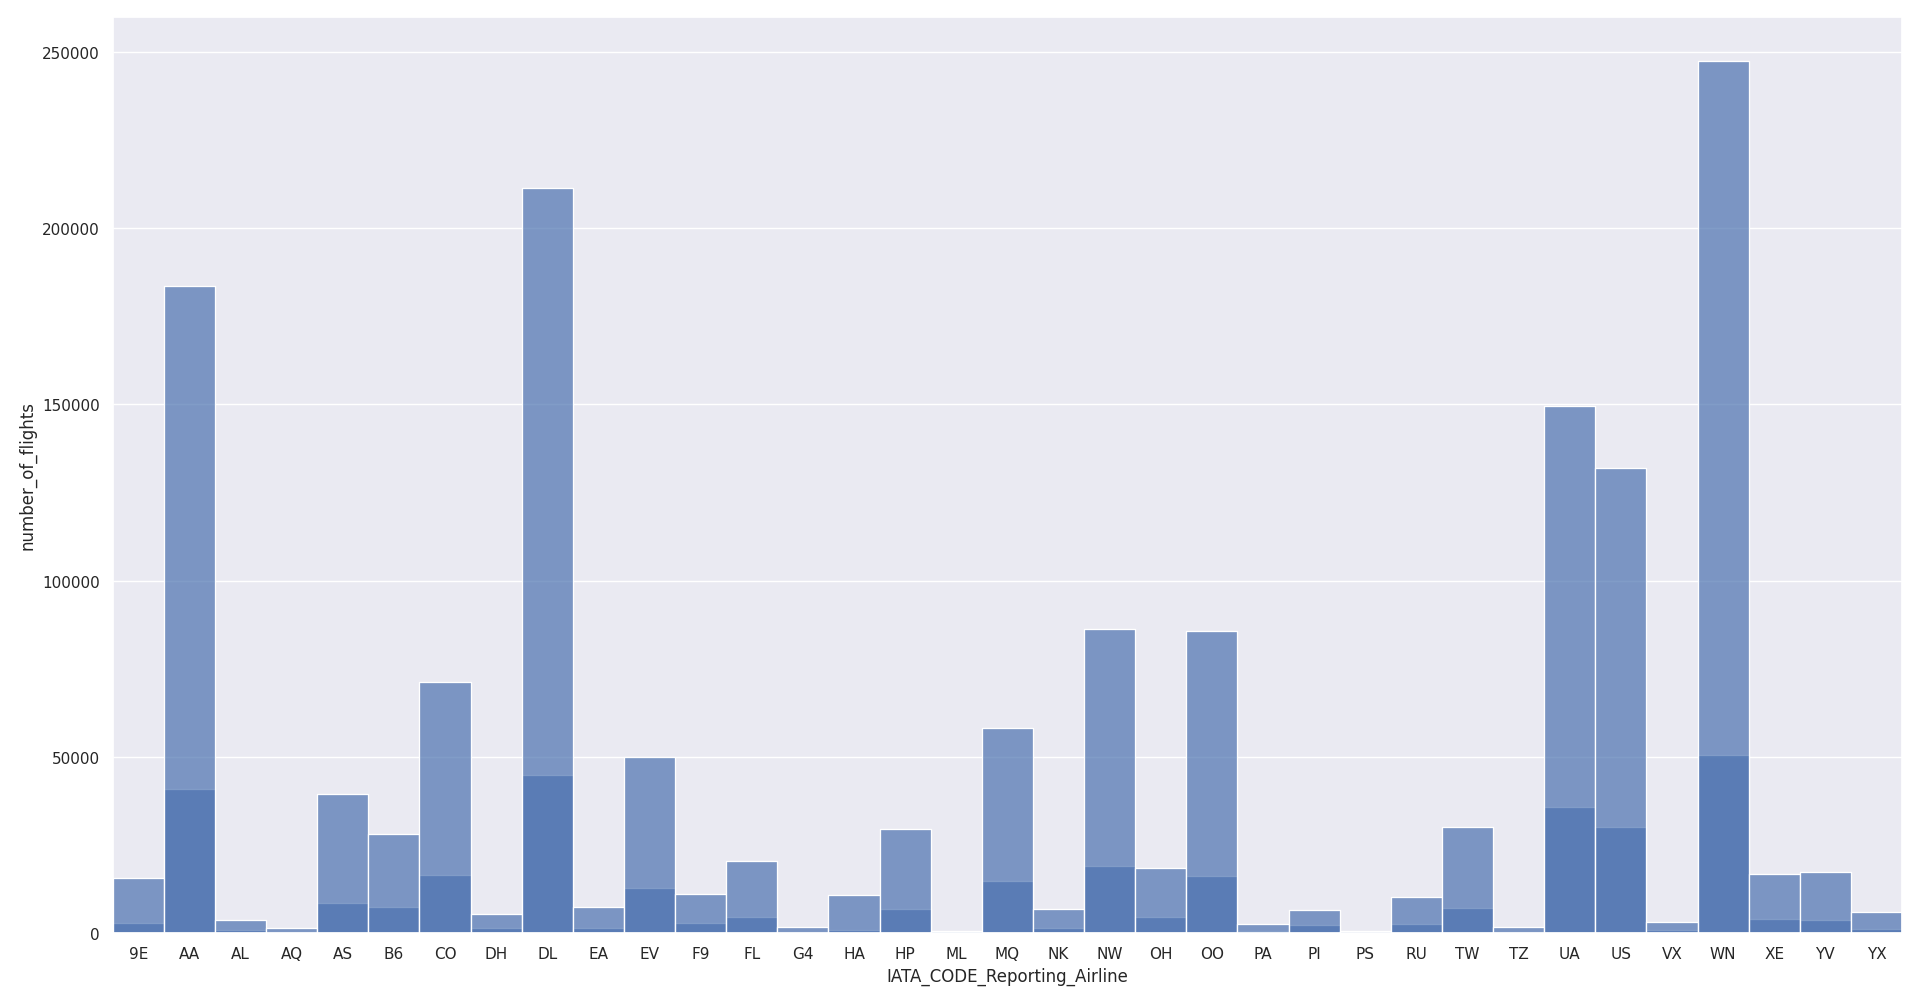 250000
200000
150000
100000
50000
0
number_of_flights
9E AA AL AQ AS B6 CO DH DL EA EV F9 FL G4 HA HP ML MQ NK NW OH OO PA PI PS RU TW TZ UA US VX WN XE YV YX
IATA_CODE_Reporting_Airline